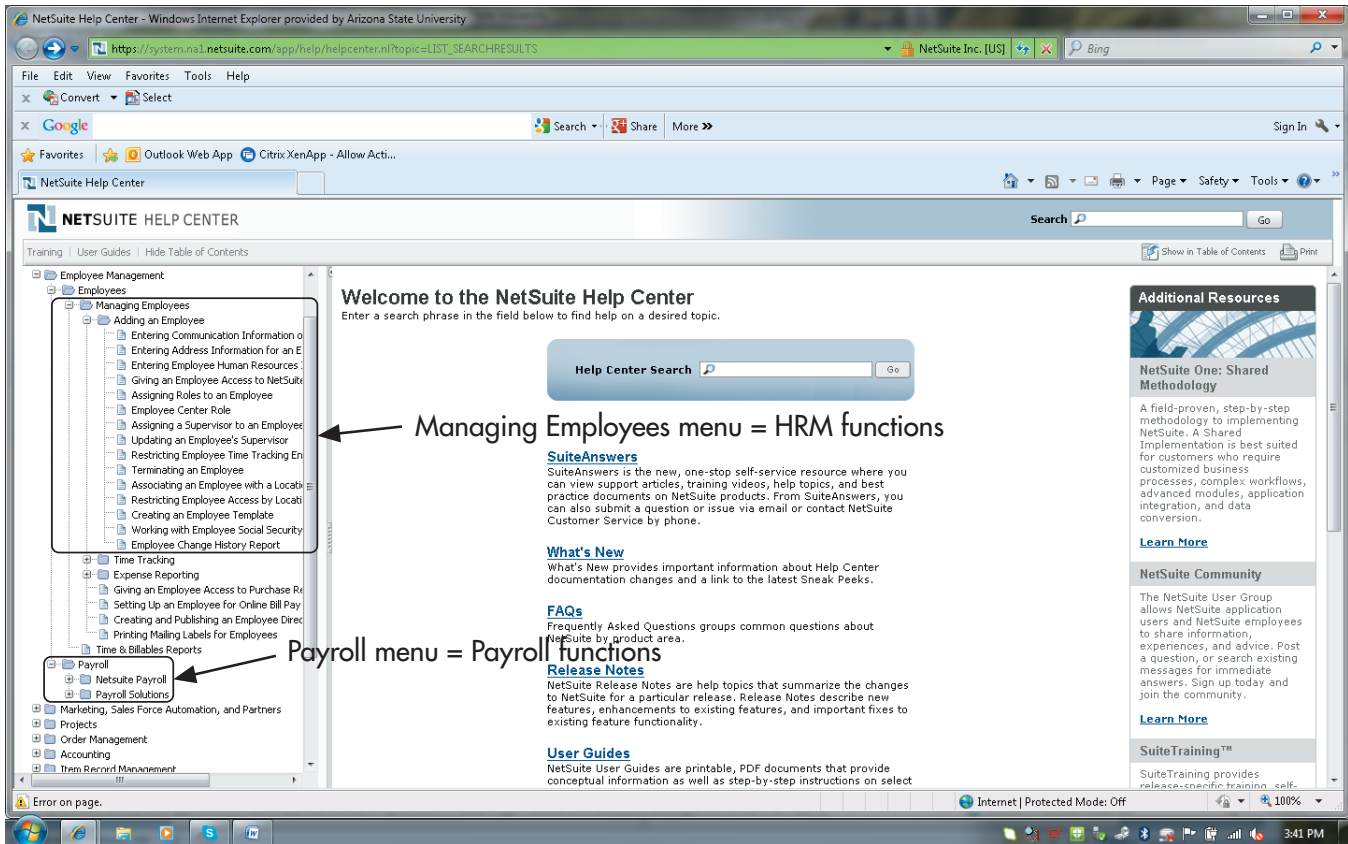 NetSuite Help Center - Windows Internet Explorer provided by Arizona State University
https://system.na1.netsuite.com/app/help/helpcenter.nl?topic=LIST_SEARCHRESULTS
NetSuite Inc. [US]
Bing
File Edit View Favorites Tools Help
x Convert Select
x Google
Search Share More »
Sign In
Favorites Outlook Web App Citrix XenApp - Allow Acti...
NetSuite Help Center
Page Safety Tools
NETSUITE HELP CENTER
Search
Go
Training | User Guides | Hide Table of Contents
Show in Table of Contents Print
Employee Management
Employees
Managing Employees
Adding an Employee
Entering Communication Information o
Entering Address Information for an E
Entering Employee Human Resources
Giving an Employee Access to NetSuite
Assigning Roles to an Employee
Employee Center Role
Assigning a Supervisor to an Employee
Updating an Employee's Supervisor
Restricting Employee Time Tracking En
Terminating an Employee
Associating an Employee with a Locati
Restricting Employee Access by Locati
Creating an Employee Template
Working with Employee Social Security
Employee Change History Report
Time Tracking
Expense Reporting
Giving an Employee Access to Purchase Re
Setting Up an Employee for Online Bill Pay
Creating and Publishing an Employee Direc
Printing Mailing Labels for Employees
Time & Billables Reports
Payroll
Netsuite Payroll
Payroll Solutions
Marketing, Sales Force Automation, and Partners
Projects
Order Management
Accounting
Item Record Management
Welcome to the NetSuite Help Center
Enter a search phrase in the field below to find help on a desired topic.
Help Center Search
Go
Managing Employees menu = HRM functions
SuiteAnswers
SuiteAnswers is the new, one-stop self-service resource where you
can view support articles, training videos, help topics, and best
practice documents on NetSuite products. From SuiteAnswers, you
can also submit a question or issue via email or contact NetSuite
Customer Service by phone.
What's New
What's New provides important information about Help Center
documentation changes and a link to the latest Sneak Peeks.
FAQs
Frequently Asked Questions groups common questions about
NetSuite by product area.
Payroll menu = Payroll functions
Release Notes
NetSuite Release Notes are help topics that summarize the changes
to NetSuite for a particular release. Release Notes describe new
features, enhancements to existing features, and important fixes to
existing feature functionality.
User Guides
NetSuite User Guides are printable, PDF documents that provide
conceptual information as well as step-by-step instructions on select
Additional Resources
NetSuite One: Shared
Methodology
A field-proven, step-by-step
methodology to implementing
NetSuite. A Shared
Implementation is best suited
for customers who require
customized business
processes, complex workflows,
advanced modules, application
integration, and data
conversion.
Learn More
NetSuite Community
The NetSuite User Group
allows NetSuite application
users and NetSuite employees
to share information,
experiences, and advice. Post
a question, or search existing
messages for immediate
answers. Sign up today and
join the community.
Learn More
SuiteTraining™
SuiteTraining provides
release-specific training, self-
Error on page.
Internet | Protected Mode: Off
100%
3:41 PM